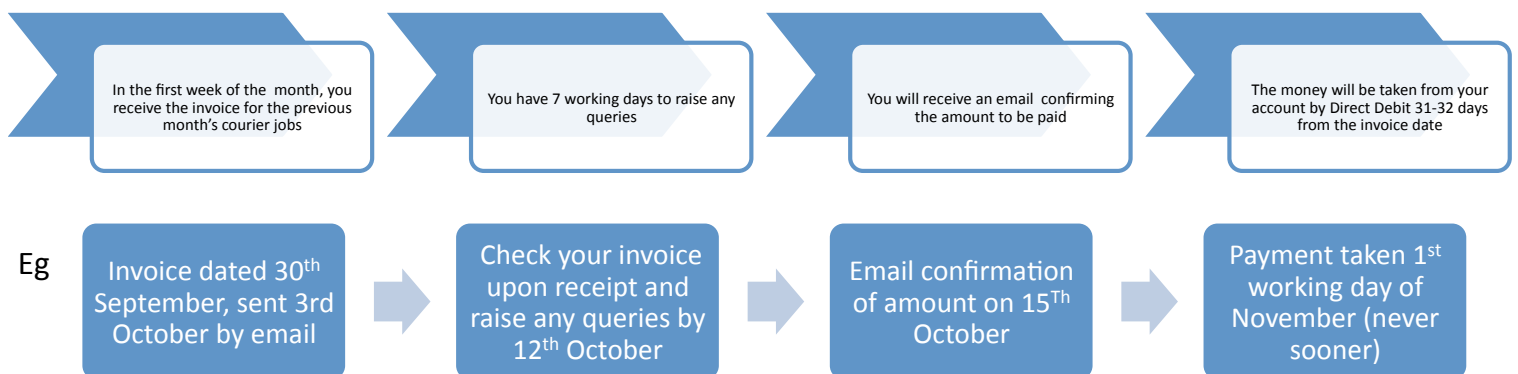 In the first week of the  month, you
receive the invoice for the previous
month's courier jobs
You have 7 working days to raise any
queries
You will receive an email  confirming
the amount to be paid
The money will be taken from your
account by Direct Debit 31-32 days
from the invoice date
Eg
Invoice dated 30th
September, sent 3rd
October by email
Check your invoice
upon receipt and
raise any queries by
12th October
Email confirmation
of amount on 15Th
October
Payment taken 1st
working day of
November (never
sooner)